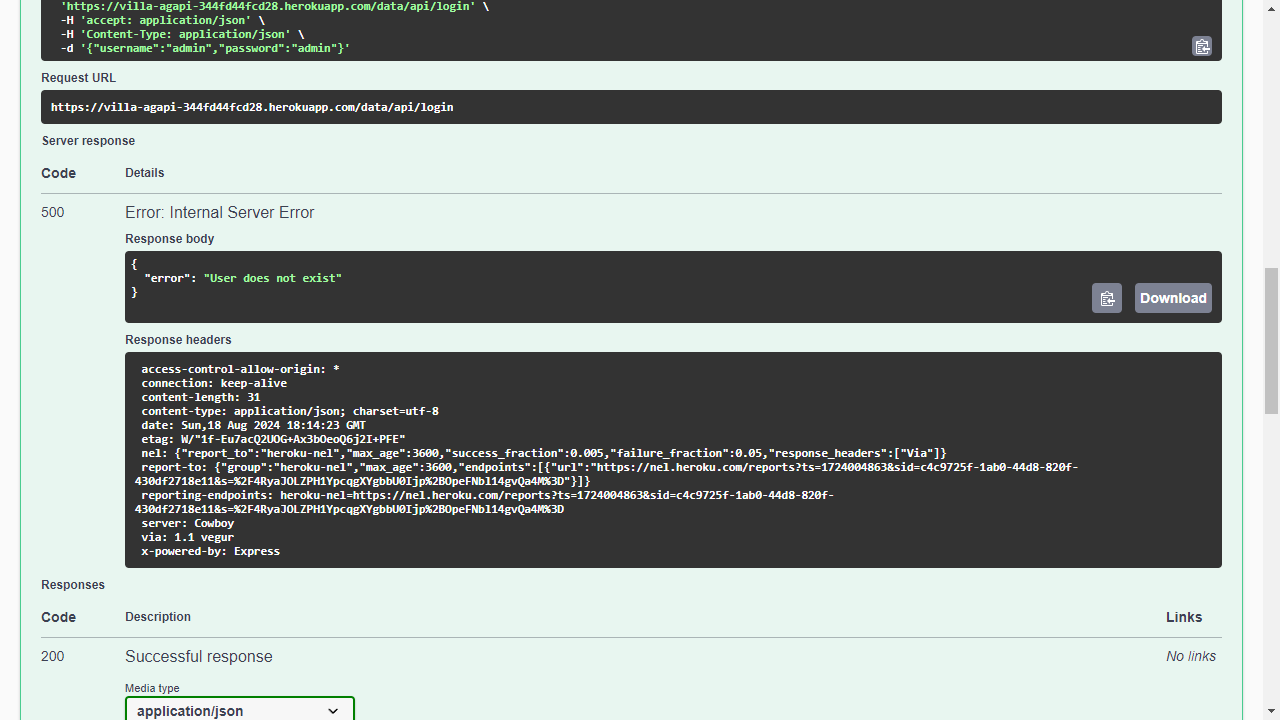 'https://villa-agapi-344fd44fcd28.herokuapp.com/data/api/login' \
-H 'accept: application/json' \
-H 'Content-Type: application/json' \
-d '{"username":"admin","password":"admin"}'
Request URL
https://villa-agapi-344fd44fcd28.herokuapp.com/data/api/login
Server response
Code Details
500 Error: Internal Server Error
Response body
{
"error": "User does not exist"
}
Download
Response headers
access-control-allow-origin: *
connection: keep-alive
content-length: 31
content-type: application/json; charset=utf-8
date: Sun,18 Aug 2024 18:14:23 GMT
etag: W/"1f-Eu7acQ2UOG+Ax3bOeoQ6j2I+PFE"
nel: {"report_to":"heroku-nel","max_age":3600,"success_fraction":0.005,"failure_fraction":0.05,"response_headers":["Via"]}
report-to: {"group":"heroku-nel","max_age":3600,"endpoints":[{"url":"https://nel.heroku.com/reports?ts=1724004863&sid=c4c9725f-1ab0-44d8-820f-
430df2718e11&s=%2F4RyaJOLZPH1YpcqgXYgbbU0Ijp%2BOpeFNbl14gvQa4M%3D"}]}
reporting-endpoints: heroku-nel=https://nel.heroku.com/reports?ts=1724004863&sid=c4c9725f-1ab0-44d8-820f-
430df2718e11&s=%2F4RyaJOLZPH1YpcqgXYgbbU0Ijp%2BOpeFNbl14gvQa4M%3D
server: Cowboy
via: 1.1 vegur
x-powered-by: Express
Responses
Code Description Links
200 Successful response No links
Media type
application/json